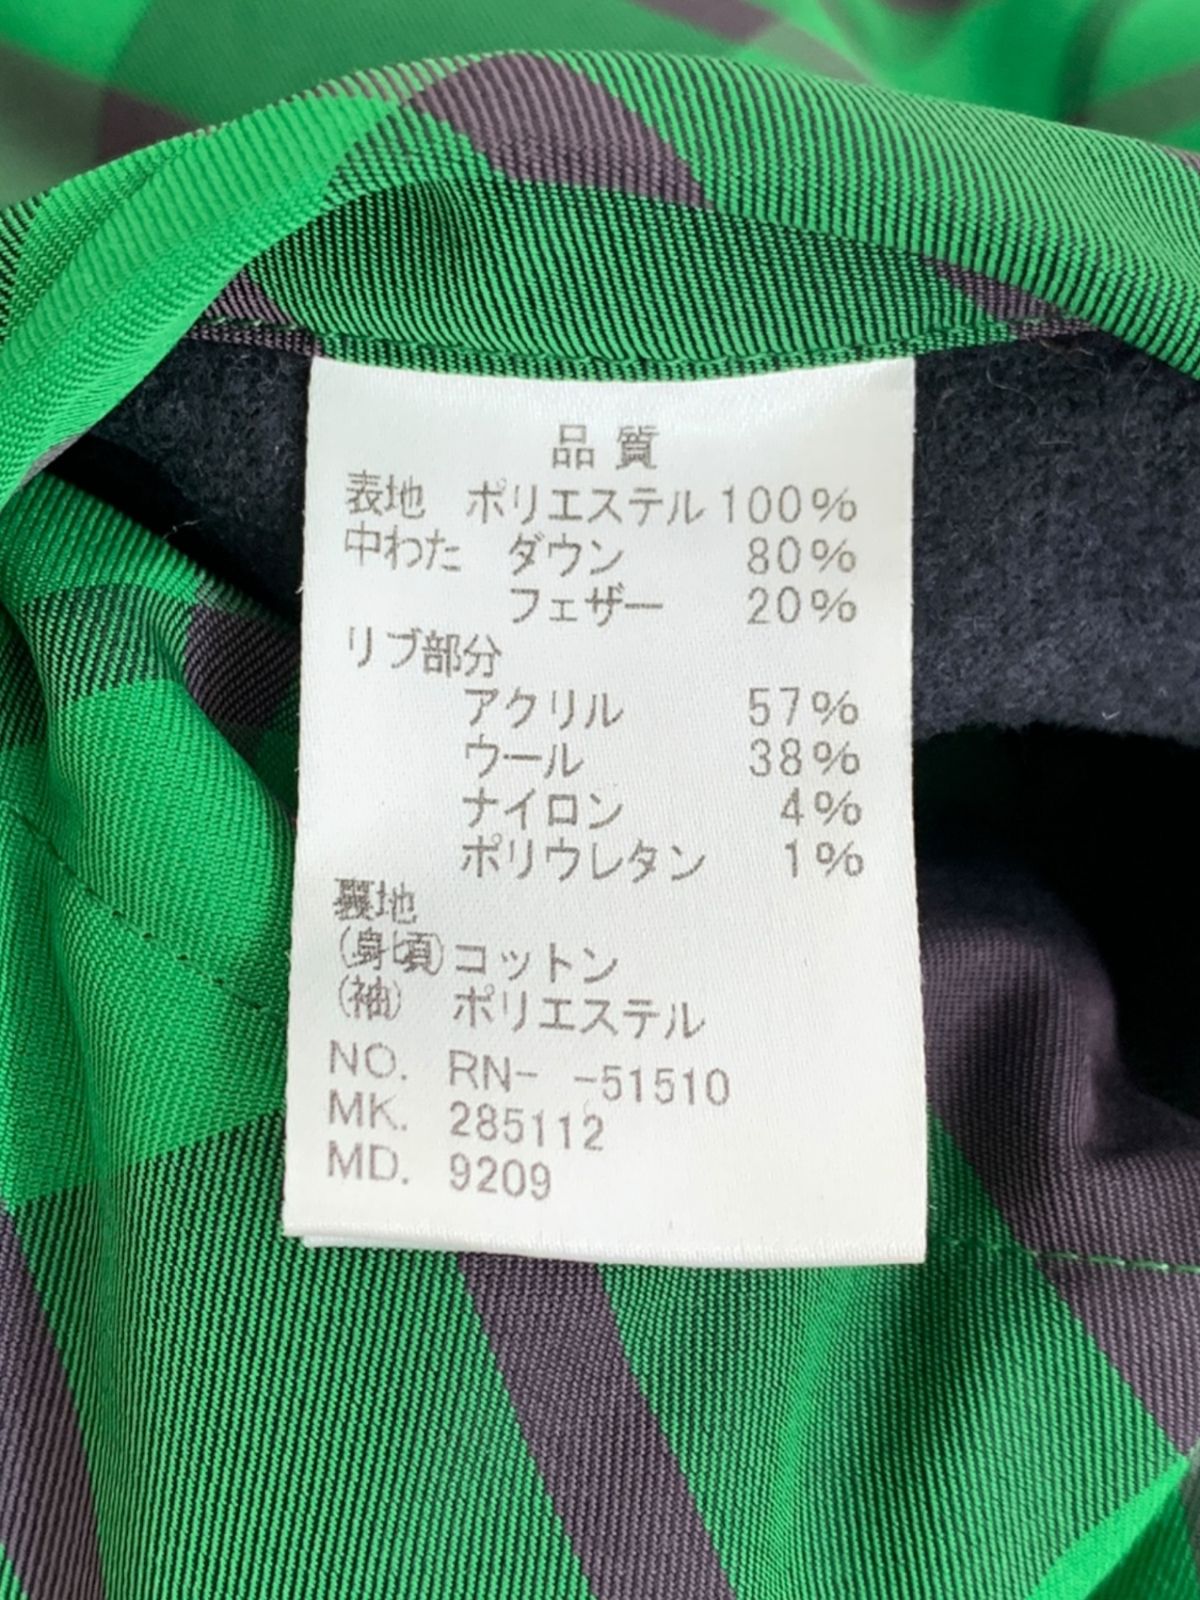 品質
表地 ポリエステル 100%
中わた ダウン 80%
フェザー 20%
リブ部分
アクリル 57%
ウール 38%
ナイロン 4%
ポリウレタン 1%
裏地
(身頃) コットン
(袖) ポリエステル
NO. RN- -51510
MK. 285112
MD. 9209